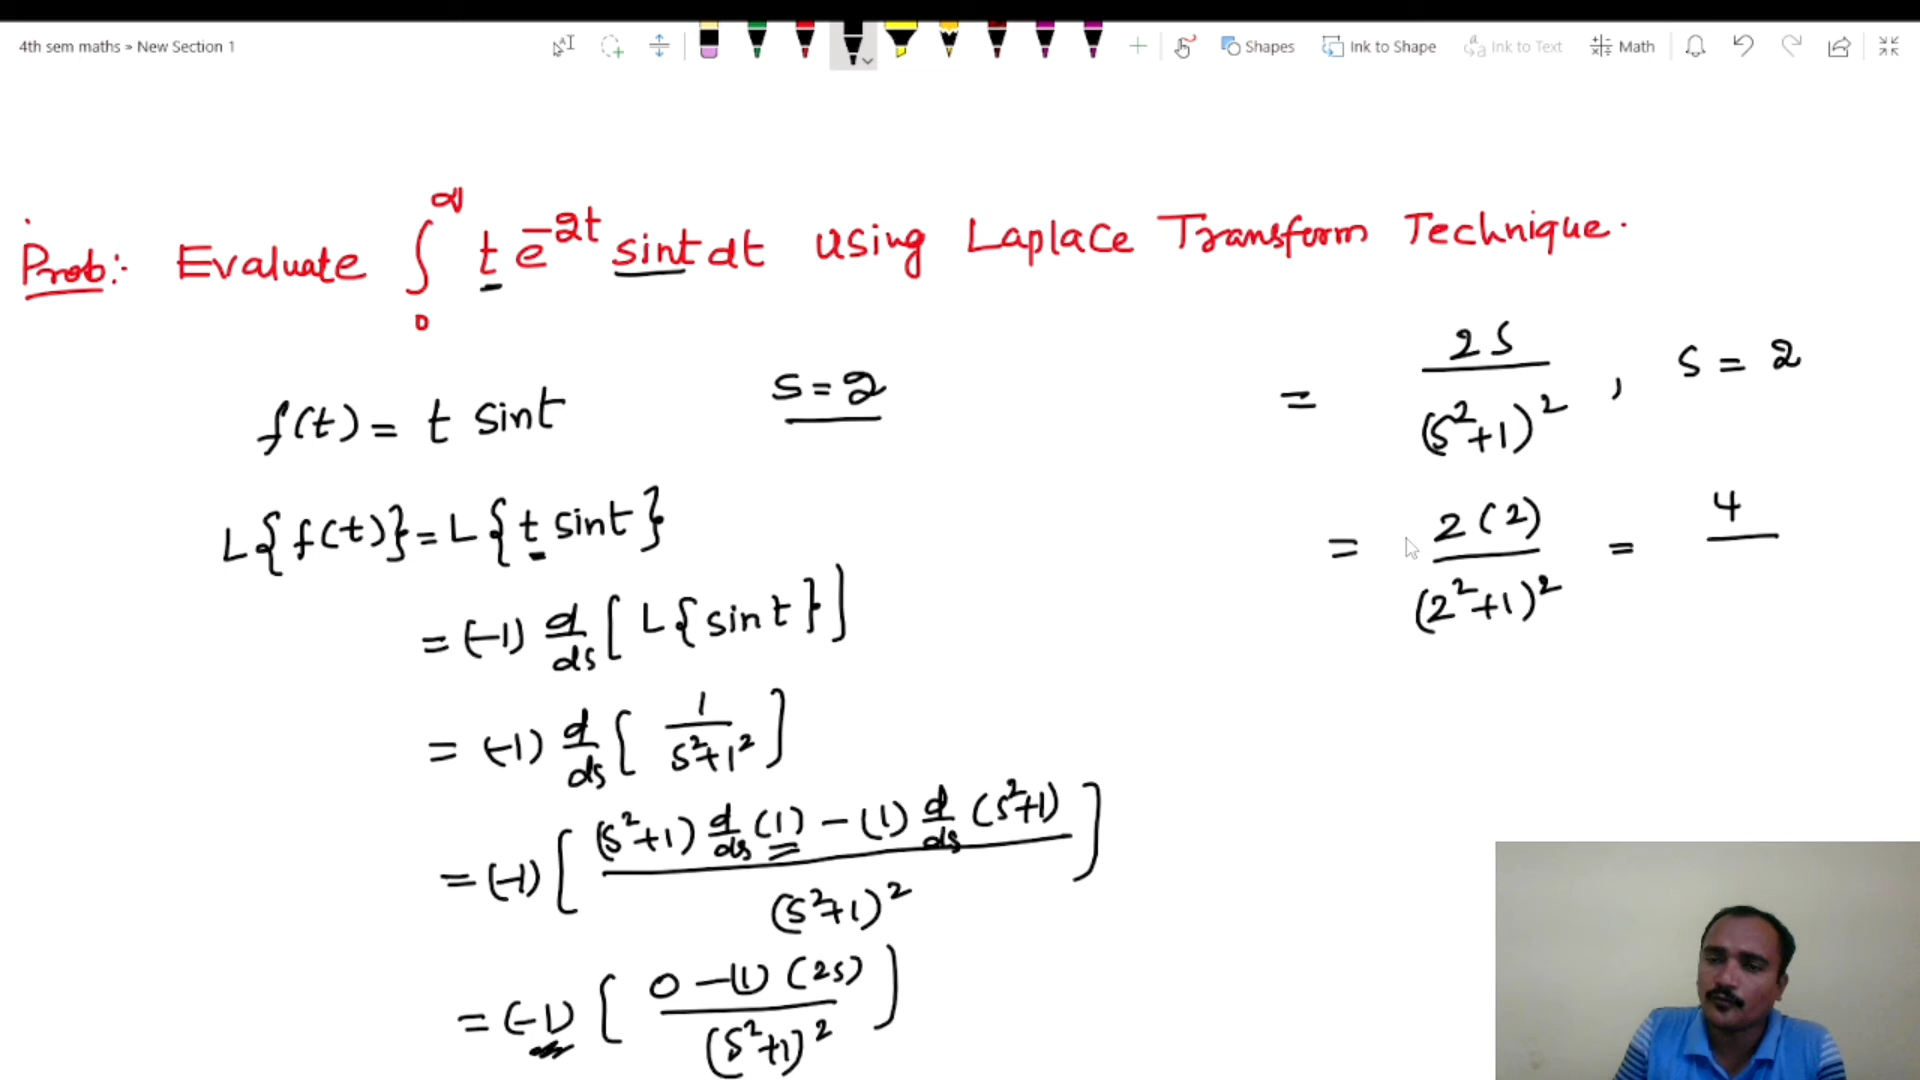 4th sem maths » New Section 1
Shapes Ink to Shape Ink to Text Math
Prob:- Evaluate ∫₀^∞ t e^-2t sint dt using Laplace Transform Technique.
f(t) = t sint
s = 2
L{f(t)} = L{t sint}
= (-1) d/ds [L{sint}]
= (-1) d/ds [1/(s²+1²)]
= (-1) [((s²+1) d/ds (1) - (1) d/ds (s²+1))/(s²+1)²]
= (-1) [(0 - (1)(2s))/(s²+1)²]
= 2s/(s²+1)² , s = 2
= 2(2)/(2²+1)² = 4